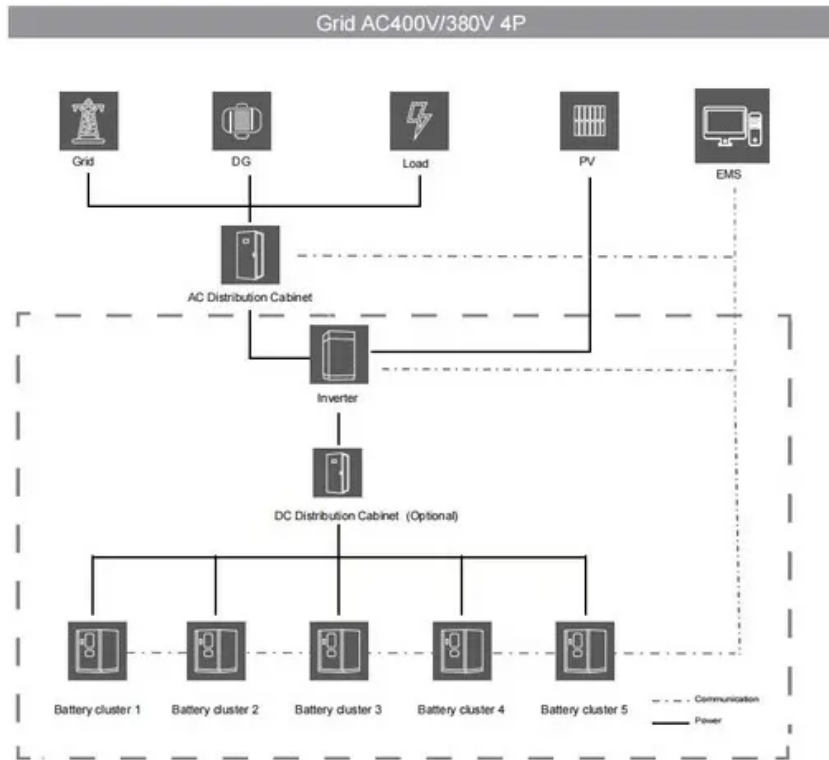 Grid AC400V/380V 4P
Grid
DG
Load
PV
EMS
AC Distribution Cabinet
Inverter
DC Distribution Cabinet (Optional)
Battery cluster 1
Battery cluster 2
Battery cluster 3
Battery cluster 4
Battery cluster 5
Communication
Power